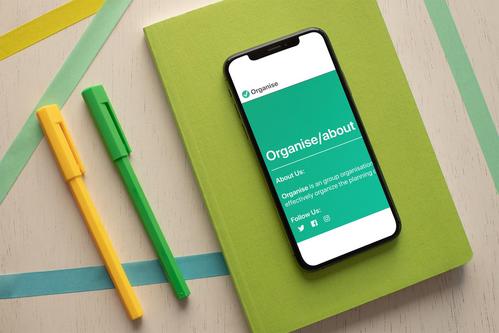 Organise
Organise/about
About Us:
Organise is an group organisation
effectively organize the planning
Follow Us: